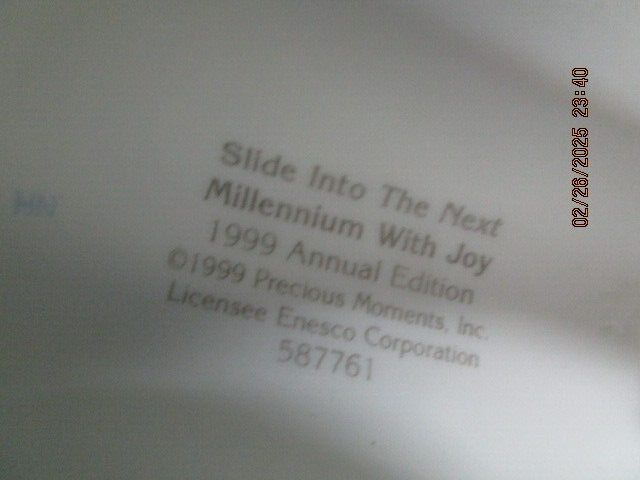 Slide Into The Next
Millennium With Joy
1999 Annual Edition
©1999 Precious Moments, Inc.
Licensee Enesco Corporation
587761
02/26/2025 23:40